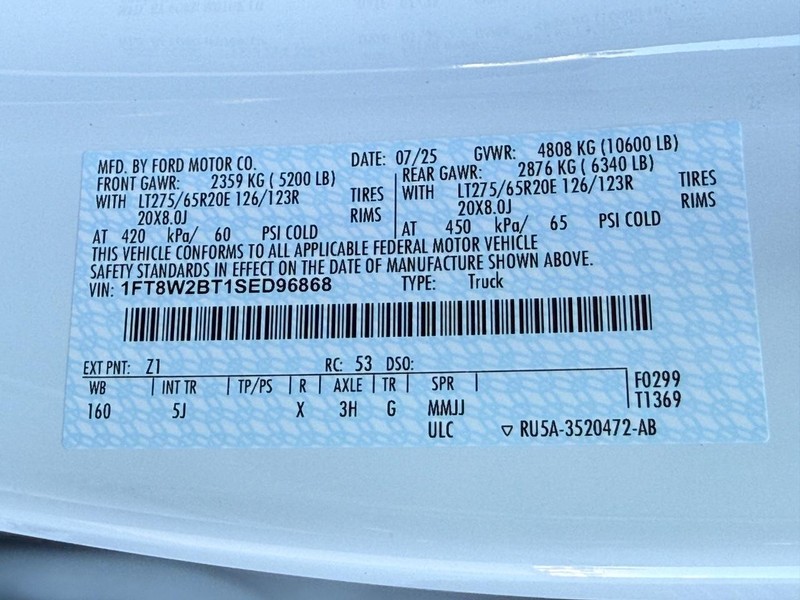 MFD. BY FORD MOTOR CO. DATE: 07/25 GVWR: 4808 KG (10600 LB)
FRONT GAWR: 2359 KG ( 5200 LB) REAR GAWR: 2876 KG ( 6340 LB)
WITH LT275/65R20E 126/123R TIRES WITH LT275/65R20E 126/123R TIRES
20X8.0J RIMS 20X8.0J RIMS
AT 420 kPa/ 60 PSI COLD AT 450 kPa/ 65 PSI COLD
THIS VEHICLE CONFORMS TO ALL APPLICABLE FEDERAL MOTOR VEHICLE
SAFETY STANDARDS IN EFFECT ON THE DATE OF MANUFACTURE SHOWN ABOVE.
VIN: 1FT8W2BT1SED96868 TYPE: Truck
EXT PNT: Z1 RC: 53 DSO:
WB | INT TR | TP/PS | R | AXLE | TR | SPR | F0299
160 5J X 3H G MMJJ T1369
ULC ▽ RU5A-3520472-AB